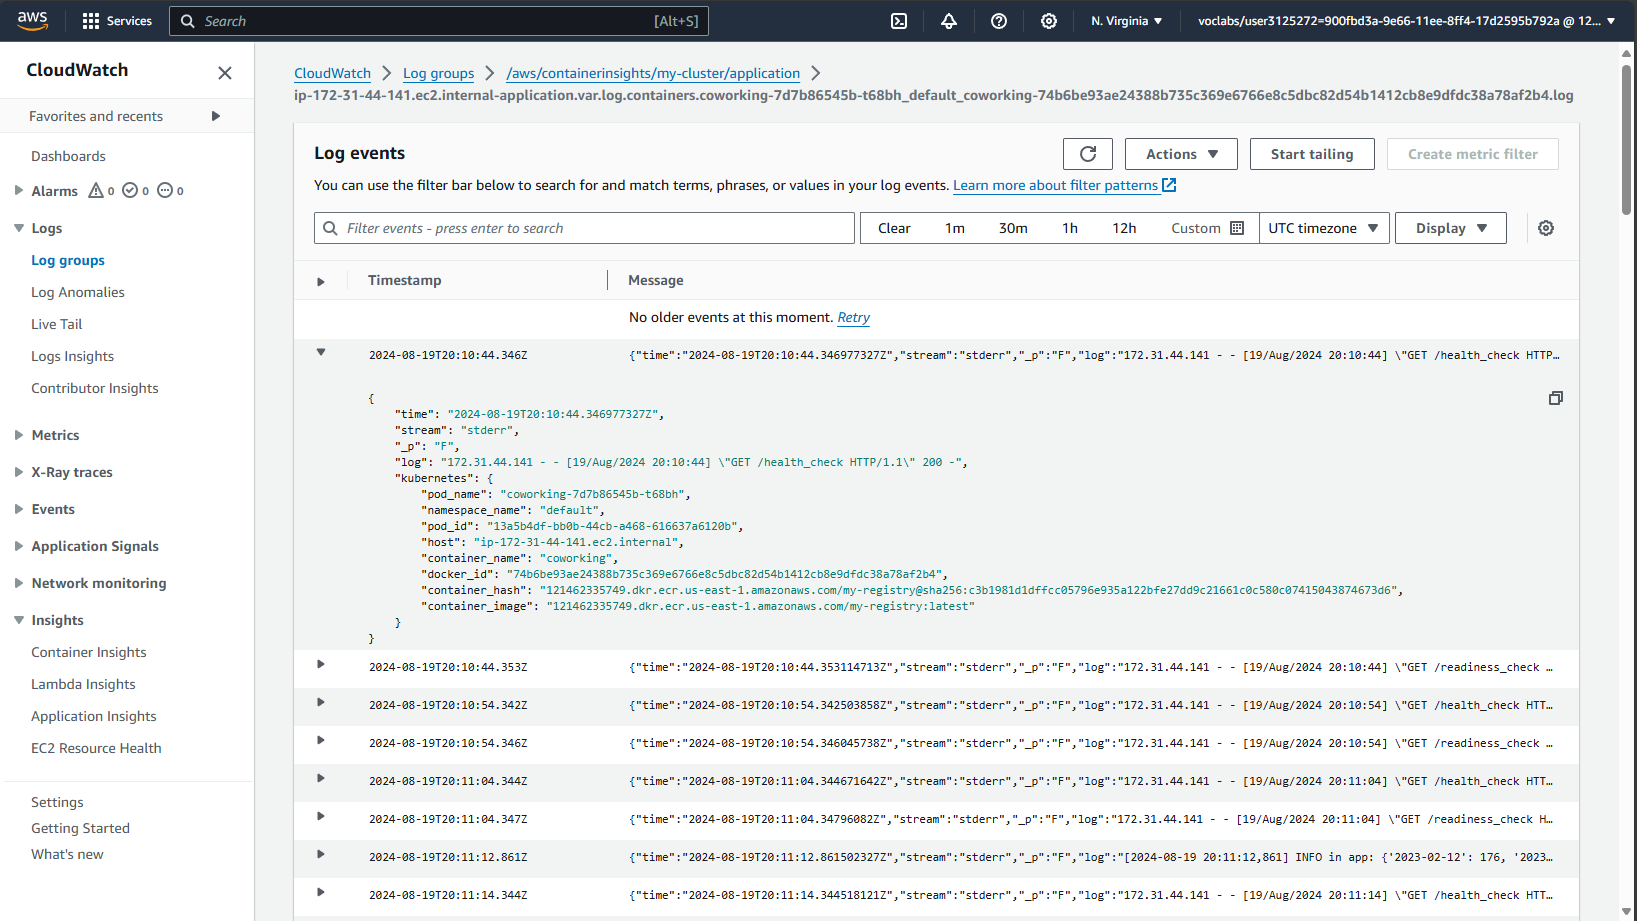 aws
Services
Search
[Alt+S]
N. Virginia
voclabs/user3125272=900fbd3a-9e66-11ee-8ff4-17d2595b792a @ 12...
CloudWatch
Favorites and recents
Dashboards
Alarms 0 0 0
Logs
Log groups
Log Anomalies
Live Tail
Logs Insights
Contributor Insights
Metrics
X-Ray traces
Events
Application Signals
Network monitoring
Insights
Container Insights
Lambda Insights
Application Insights
EC2 Resource Health
Settings
Getting Started
What's new
CloudWatch Log groups /aws/containerinsights/my-cluster/application
ip-172-31-44-141.ec2.internal-application.var.log.containers.coworking-7d7b86545b-t68bh_default_coworking-74b6be93ae24388b735c369e6766e8c5dbc82d54b1412cb8e9dfdc38a78af2b4.log
Log events
Actions
Start tailing
Create metric filter
You can use the filter bar below to search for and match terms, phrases, or values in your log events. Learn more about filter patterns
Filter events - press enter to search
Clear 1m 30m 1h 12h Custom
UTC timezone
Display
Timestamp Message
No older events at this moment. Retry
2024-08-19T20:10:44.346Z {"time":"2024-08-19T20:10:44.346977327Z","stream":"stderr","_p":"F","log":"172.31.44.141 - - [19/Aug/2024 20:10:44] \"GET /health_check HTTP…
{
"time": "2024-08-19T20:10:44.346977327Z",
"stream": "stderr",
"_p": "F",
"log": "172.31.44.141 - - [19/Aug/2024 20:10:44] \"GET /health_check HTTP/1.1\" 200 -",
"kubernetes": {
"pod_name": "coworking-7d7b86545b-t68bh",
"namespace_name": "default",
"pod_id": "13a5b4df-bb0b-44cb-a468-616637a6120b",
"host": "ip-172-31-44-141.ec2.internal",
"container_name": "coworking",
"docker_id": "74b6be93ae24388b735c369e6766e8c5dbc82d54b1412cb8e9dfdc38a78af2b4",
"container_hash": "121462335749.dkr.ecr.us-east-1.amazonaws.com/my-registry@sha256:c3b1981d1dffcc05796e935a122bfe27dd9c21661c0c580c07415043874673d6",
"container_image": "121462335749.dkr.ecr.us-east-1.amazonaws.com/my-registry:latest"
}
}
2024-08-19T20:10:44.353Z {"time":"2024-08-19T20:10:44.353114713Z","stream":"stderr","_p":"F","log":"172.31.44.141 - - [19/Aug/2024 20:10:44] \"GET /readiness_check …
2024-08-19T20:10:54.342Z {"time":"2024-08-19T20:10:54.342503858Z","stream":"stderr","_p":"F","log":"172.31.44.141 - - [19/Aug/2024 20:10:54] \"GET /health_check HTT…
2024-08-19T20:10:54.346Z {"time":"2024-08-19T20:10:54.346045738Z","stream":"stderr","_p":"F","log":"172.31.44.141 - - [19/Aug/2024 20:10:54] \"GET /readiness_check …
2024-08-19T20:11:04.344Z {"time":"2024-08-19T20:11:04.344671642Z","stream":"stderr","_p":"F","log":"172.31.44.141 - - [19/Aug/2024 20:11:04] \"GET /health_check HTT…
2024-08-19T20:11:04.347Z {"time":"2024-08-19T20:11:04.34796082Z","stream":"stderr","_p":"F","log":"172.31.44.141 - - [19/Aug/2024 20:11:04] \"GET /readiness_check H…
2024-08-19T20:11:12.861Z {"time":"2024-08-19T20:11:12.861502327Z","stream":"stderr","_p":"F","log":"[2024-08-19 20:11:12,861] INFO in app: {'2023-02-12': 176, '2023…
2024-08-19T20:11:14.344Z {"time":"2024-08-19T20:11:14.344518121Z","stream":"stderr","_p":"F","log":"172.31.44.141 - - [19/Aug/2024 20:11:14] \"GET /health_check HTT…